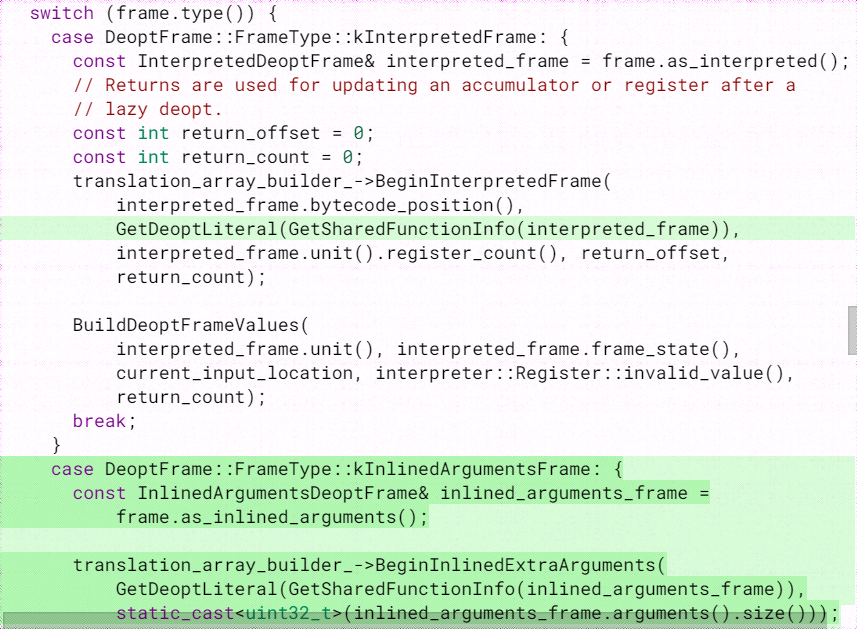 switch (frame.type()) {
case DeoptFrame::FrameType::kInterpretedFrame: {
const InterpretedDeoptFrame& interpreted_frame = frame.as_interpreted();
// Returns are used for updating an accumulator or register after a
// lazy deopt.
const int return_offset = 0;
const int return_count = 0;
translation_array_builder_->BeginInterpretedFrame(
interpreted_frame.bytecode_position(),
GetDeoptLiteral(GetSharedFunctionInfo(interpreted_frame)),
interpreted_frame.unit().register_count(), return_offset,
return_count);
BuildDeoptFrameValues(
interpreted_frame.unit(), interpreted_frame.frame_state(),
current_input_location, interpreter::Register::invalid_value(),
return_count);
break;
}
case DeoptFrame::FrameType::kInlinedArgumentsFrame: {
const InlinedArgumentsDeoptFrame& inlined_arguments_frame =
frame.as_inlined_arguments();
translation_array_builder_->BeginInlinedExtraArguments(
GetDeoptLiteral(GetSharedFunctionInfo(inlined_arguments_frame)),
static_cast<uint32_t>(inlined_arguments_frame.arguments().size()));